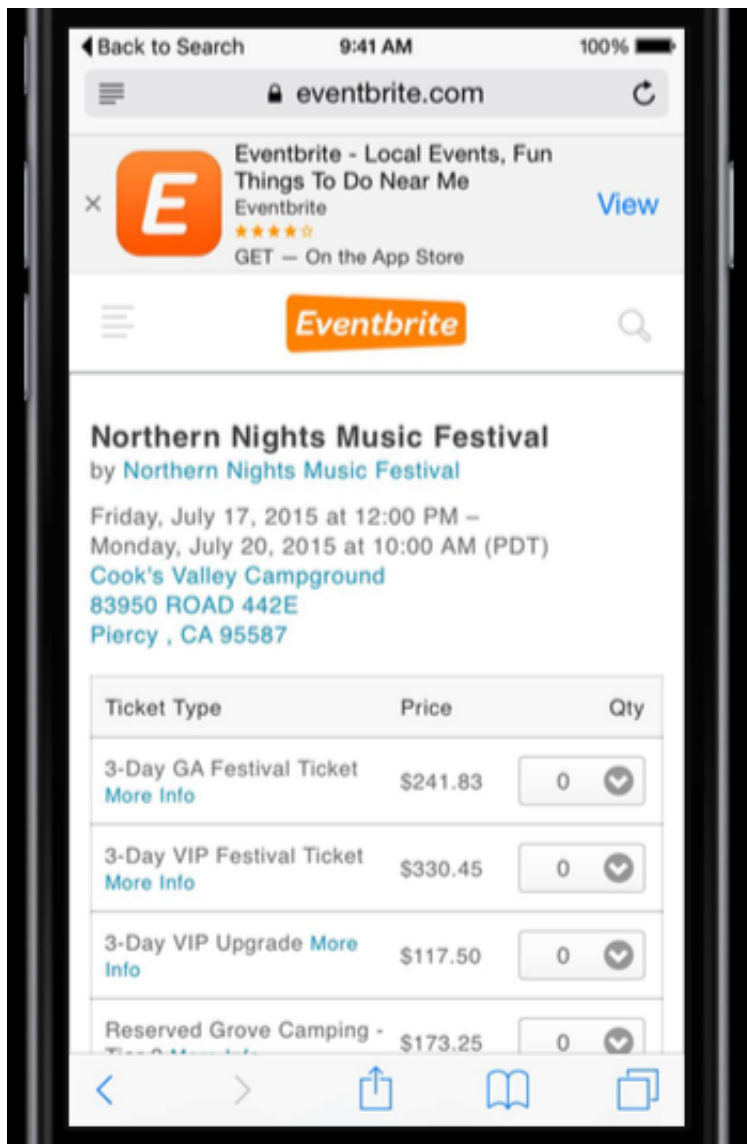 Back to Search 9:41 AM 100%
eventbrite.com
Eventbrite - Local Events, Fun
Things To Do Near Me
Eventbrite
GET — On the App Store
View
E
Eventbrite
Northern Nights Music Festival
by Northern Nights Music Festival
Friday, July 17, 2015 at 12:00 PM –
Monday, July 20, 2015 at 10:00 AM (PDT)
Cook's Valley Campground
83950 ROAD 442E
Piercy , CA 95587
Ticket Type Price Qty
3-Day GA Festival Ticket
More Info
$241.83 0
3-Day VIP Festival Ticket
More Info
$330.45 0
3-Day VIP Upgrade More
Info
$117.50 0
Reserved Grove Camping -
$173.25 0